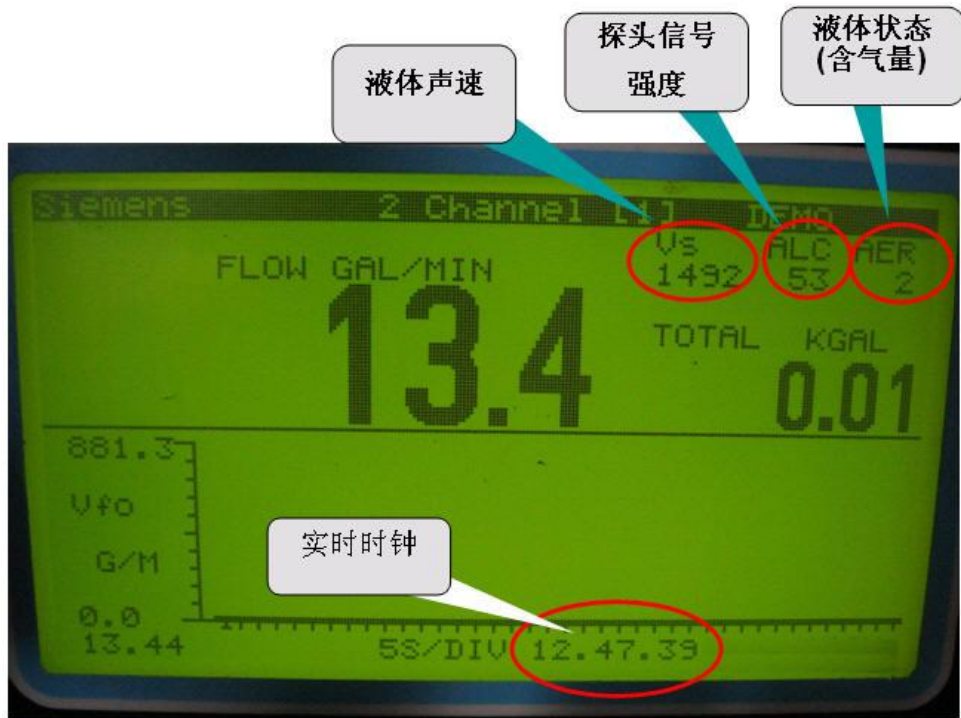 液体声速
探头信号
强度
液体状态
(含气量)
Siemens 2 Channel [1] DEMO
FLOW GAL/MIN
Vs ALC AER
1492 53 2
13.4
TOTAL KGAL
0.01
881.3
Vfo
G/M
0.0
13.44
实时时钟
5S/DIV 12.47.39